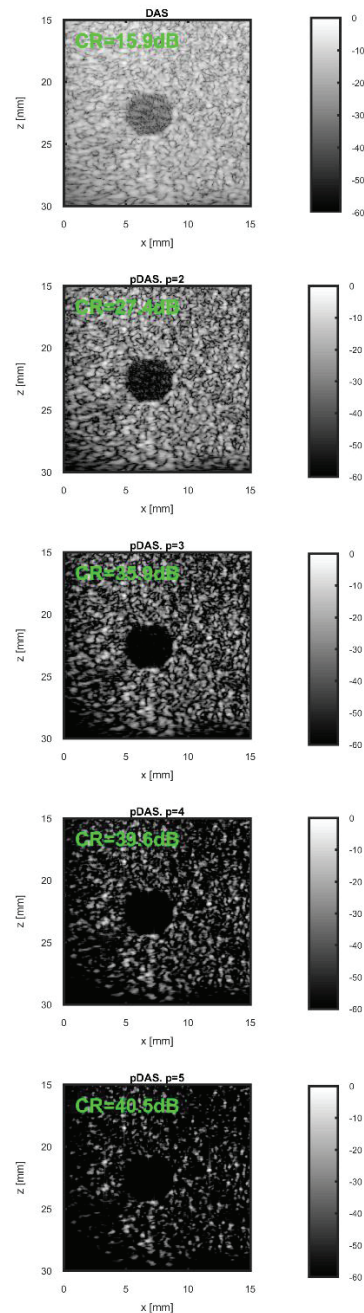 DAS
CR=15.9dB
15
20
25
30
z [mm]
0 5 10 15
x [mm]
0
-10
-20
-30
-40
-50
-60
pDAS. p=2
CR=27.4dB
15
20
25
30
z [mm]
0 5 10 15
x [mm]
0
-10
-20
-30
-40
-50
-60
pDAS. p=3
15
20
25
30
z [mm]
0 5 10 15
x [mm]
0
-10
-20
-30
-40
-50
-60
pDAS. p=4
CR=39.6dB
15
20
25
30
z [mm]
0 5 10 15
x [mm]
0
-10
-20
-30
-40
-50
-60
pDAS. p=5
CR=40.5dB
15
20
25
30
z [mm]
0 5 10 15
x [mm]
0
-10
-20
-30
-40
-50
-60